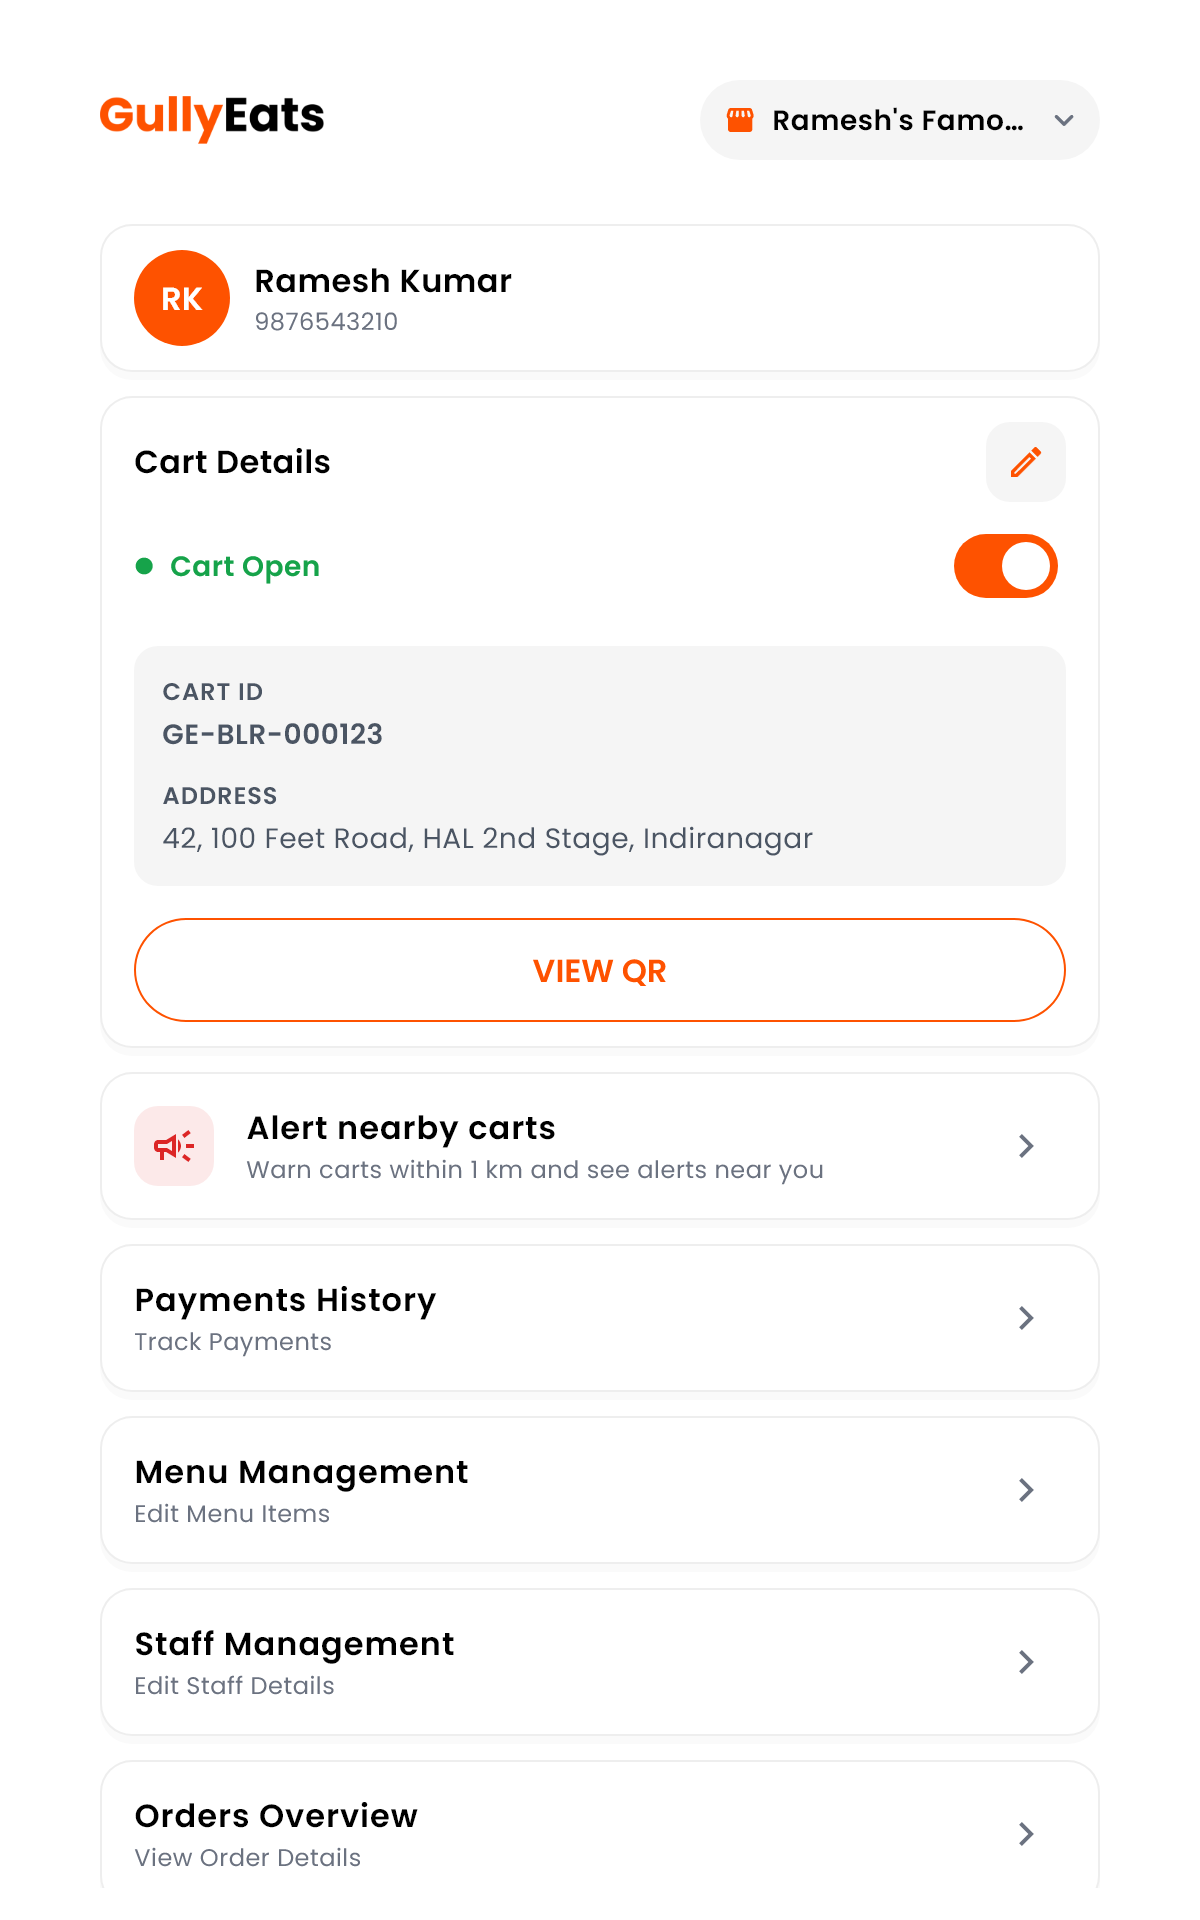 GullyEats
Ramesh's Famo...
RK
Ramesh Kumar
9876543210
Cart Details
Cart Open
CART ID
GE-BLR-000123
ADDRESS
42, 100 Feet Road, HAL 2nd Stage, Indiranagar
VIEW QR
Alert nearby carts
Warn carts within 1 km and see alerts near you
Payments History
Track Payments
Menu Management
Edit Menu Items
Staff Management
Edit Staff Details
Orders Overview
View Order Details